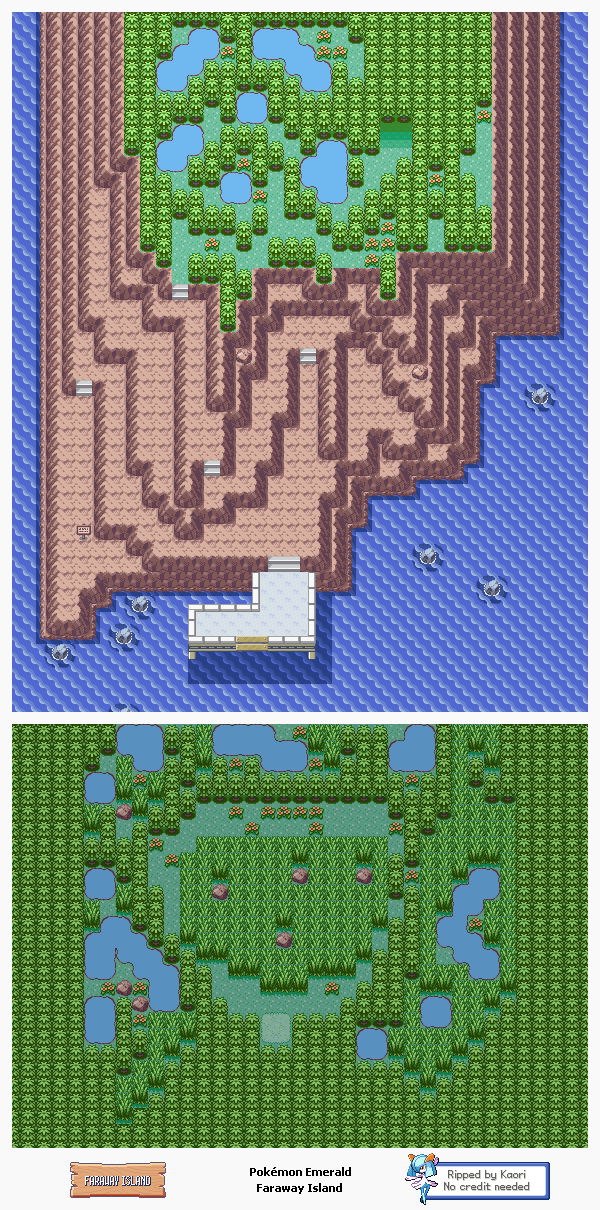 FARAWAY ISLAND
Pokémon Emerald
Faraway Island
Ripped by Kaori
No credit needed